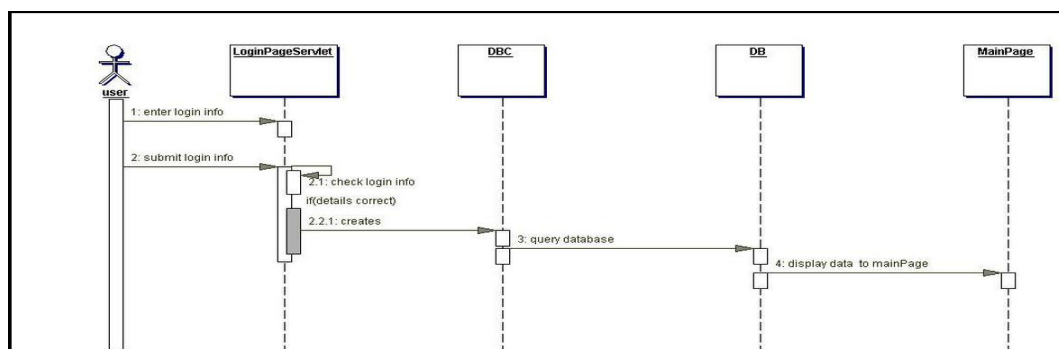 LoginPageServlet
DBC
DB
MainPage
user
1: enter login info
2: submit login info
2.1: check login info
if(details correct)
2.2.1: creates
3: query database
4: display data to mainPage